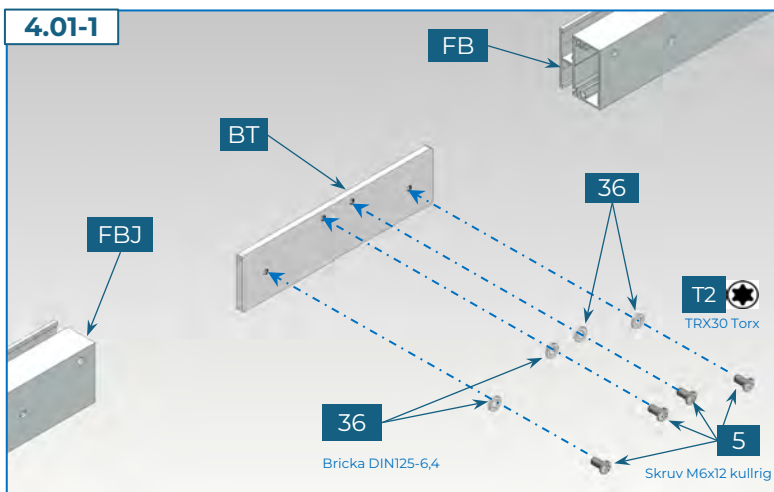 4.01-1
FB
BT
36
FBJ
T2
TRX30 Torx
36
5
Bricka DIN125-6,4
Skruv M6x12 kullrig